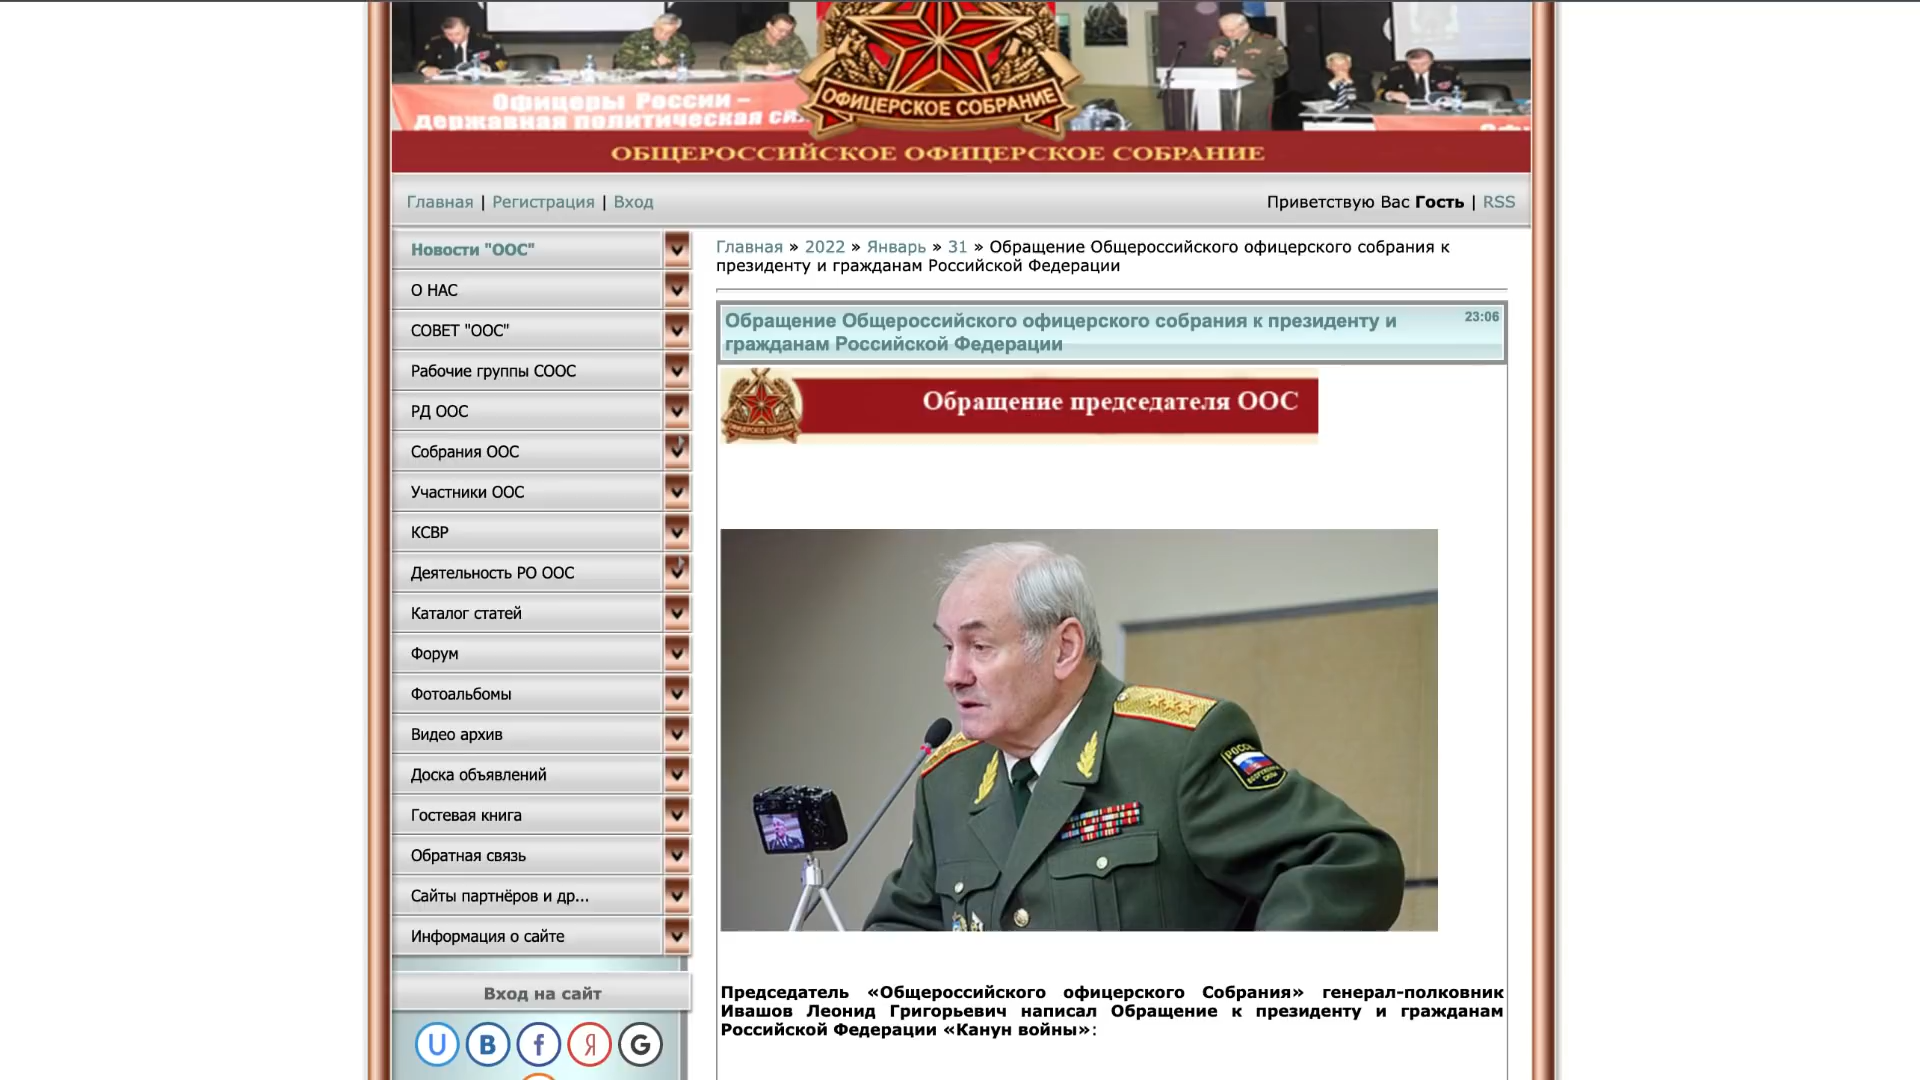 Офицеры России –
державная политическая си
ОФИЦЕРСКОЕ СОБРАНИЕ
ОБЩЕРОССИЙСКОЕ ОФИЦЕРСКОЕ СОБРАНИЕ
Главная | Регистрация | Вход
Приветствую Вас Гость | RSS
Новости "ООС"
О НАС
СОВЕТ "ООС"
Рабочие группы СООС
РД ООС
Собрания ООС
Участники ООС
КСВР
Деятельность РО ООС
Каталог статей
Форум
Фотоальбомы
Видео архив
Доска объявлений
Гостевая книга
Обратная связь
Сайты партнёров и др...
Информация о сайте
Вход на сайт
Главная » 2022 » Январь » 31 » Обращение Общероссийского офицерского собрания к
президенту и гражданам Российской Федерации
Обращение Общероссийского офицерского собрания к президенту и
гражданам Российской Федерации
23:06
Обращение председателя ООС
Председатель «Общероссийского офицерского Собрания» генерал-полковник
Ивашов Леонид Григорьевич написал Обращение к президенту и гражданам
Российской Федерации «Канун войны»: